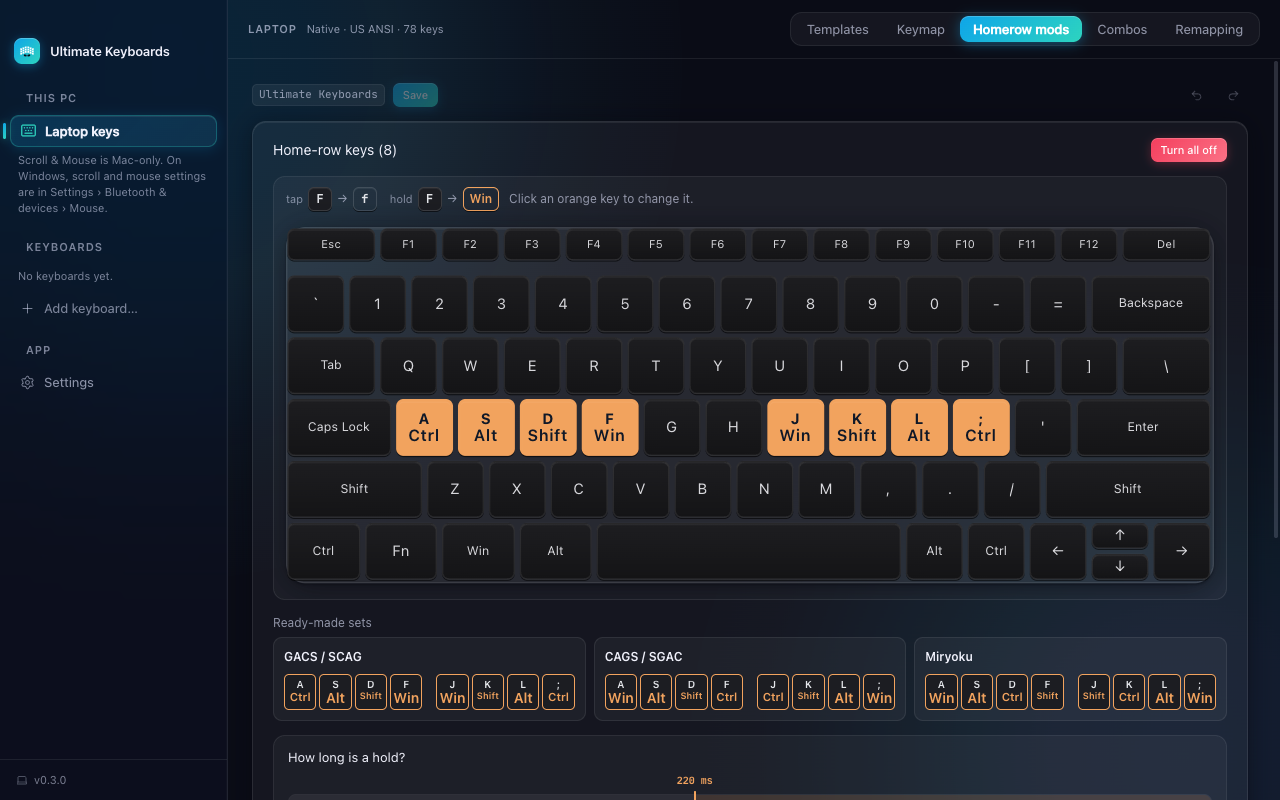 Ultimate Keyboards
THIS PC
Laptop keys
Scroll & Mouse is Mac-only. On
Windows, scroll and mouse settings
are in Settings › Bluetooth &
devices › Mouse.
KEYBOARDS
No keyboards yet.
+ Add keyboard...
APP
Settings
v0.3.0
LAPTOP Native · US ANSI · 78 keys
Templates Keymap Homerow mods Combos Remapping
Ultimate Keyboards Save
Home-row keys (8) Turn all off
tap F → f hold F → Win Click an orange key to change it.
Esc F1 F2 F3 F4 F5 F6 F7 F8 F9 F10 F11 F12 Del
` 1 2 3 4 5 6 7 8 9 0 - = Backspace
Tab Q W E R T Y U I O P [ ] \
Caps Lock A Ctrl S Alt D Shift F Win G H J Win K Shift L Alt ; Ctrl ' Enter
Shift Z X C V B N M , . / Shift
Ctrl Fn Win Alt Alt Ctrl ← ↑ ↓ →
Ready-made sets
GACS / SCAG
A Ctrl S Alt D Shift F Win J Win K Shift L Alt ; Ctrl
CAGS / SGAC
A Win S Alt D Shift F Ctrl J Ctrl K Shift L Alt ; Win
Miryoku
A Win S Alt D Ctrl F Shift J Shift K Ctrl L Alt ; Win
How long is a hold?
220 ms